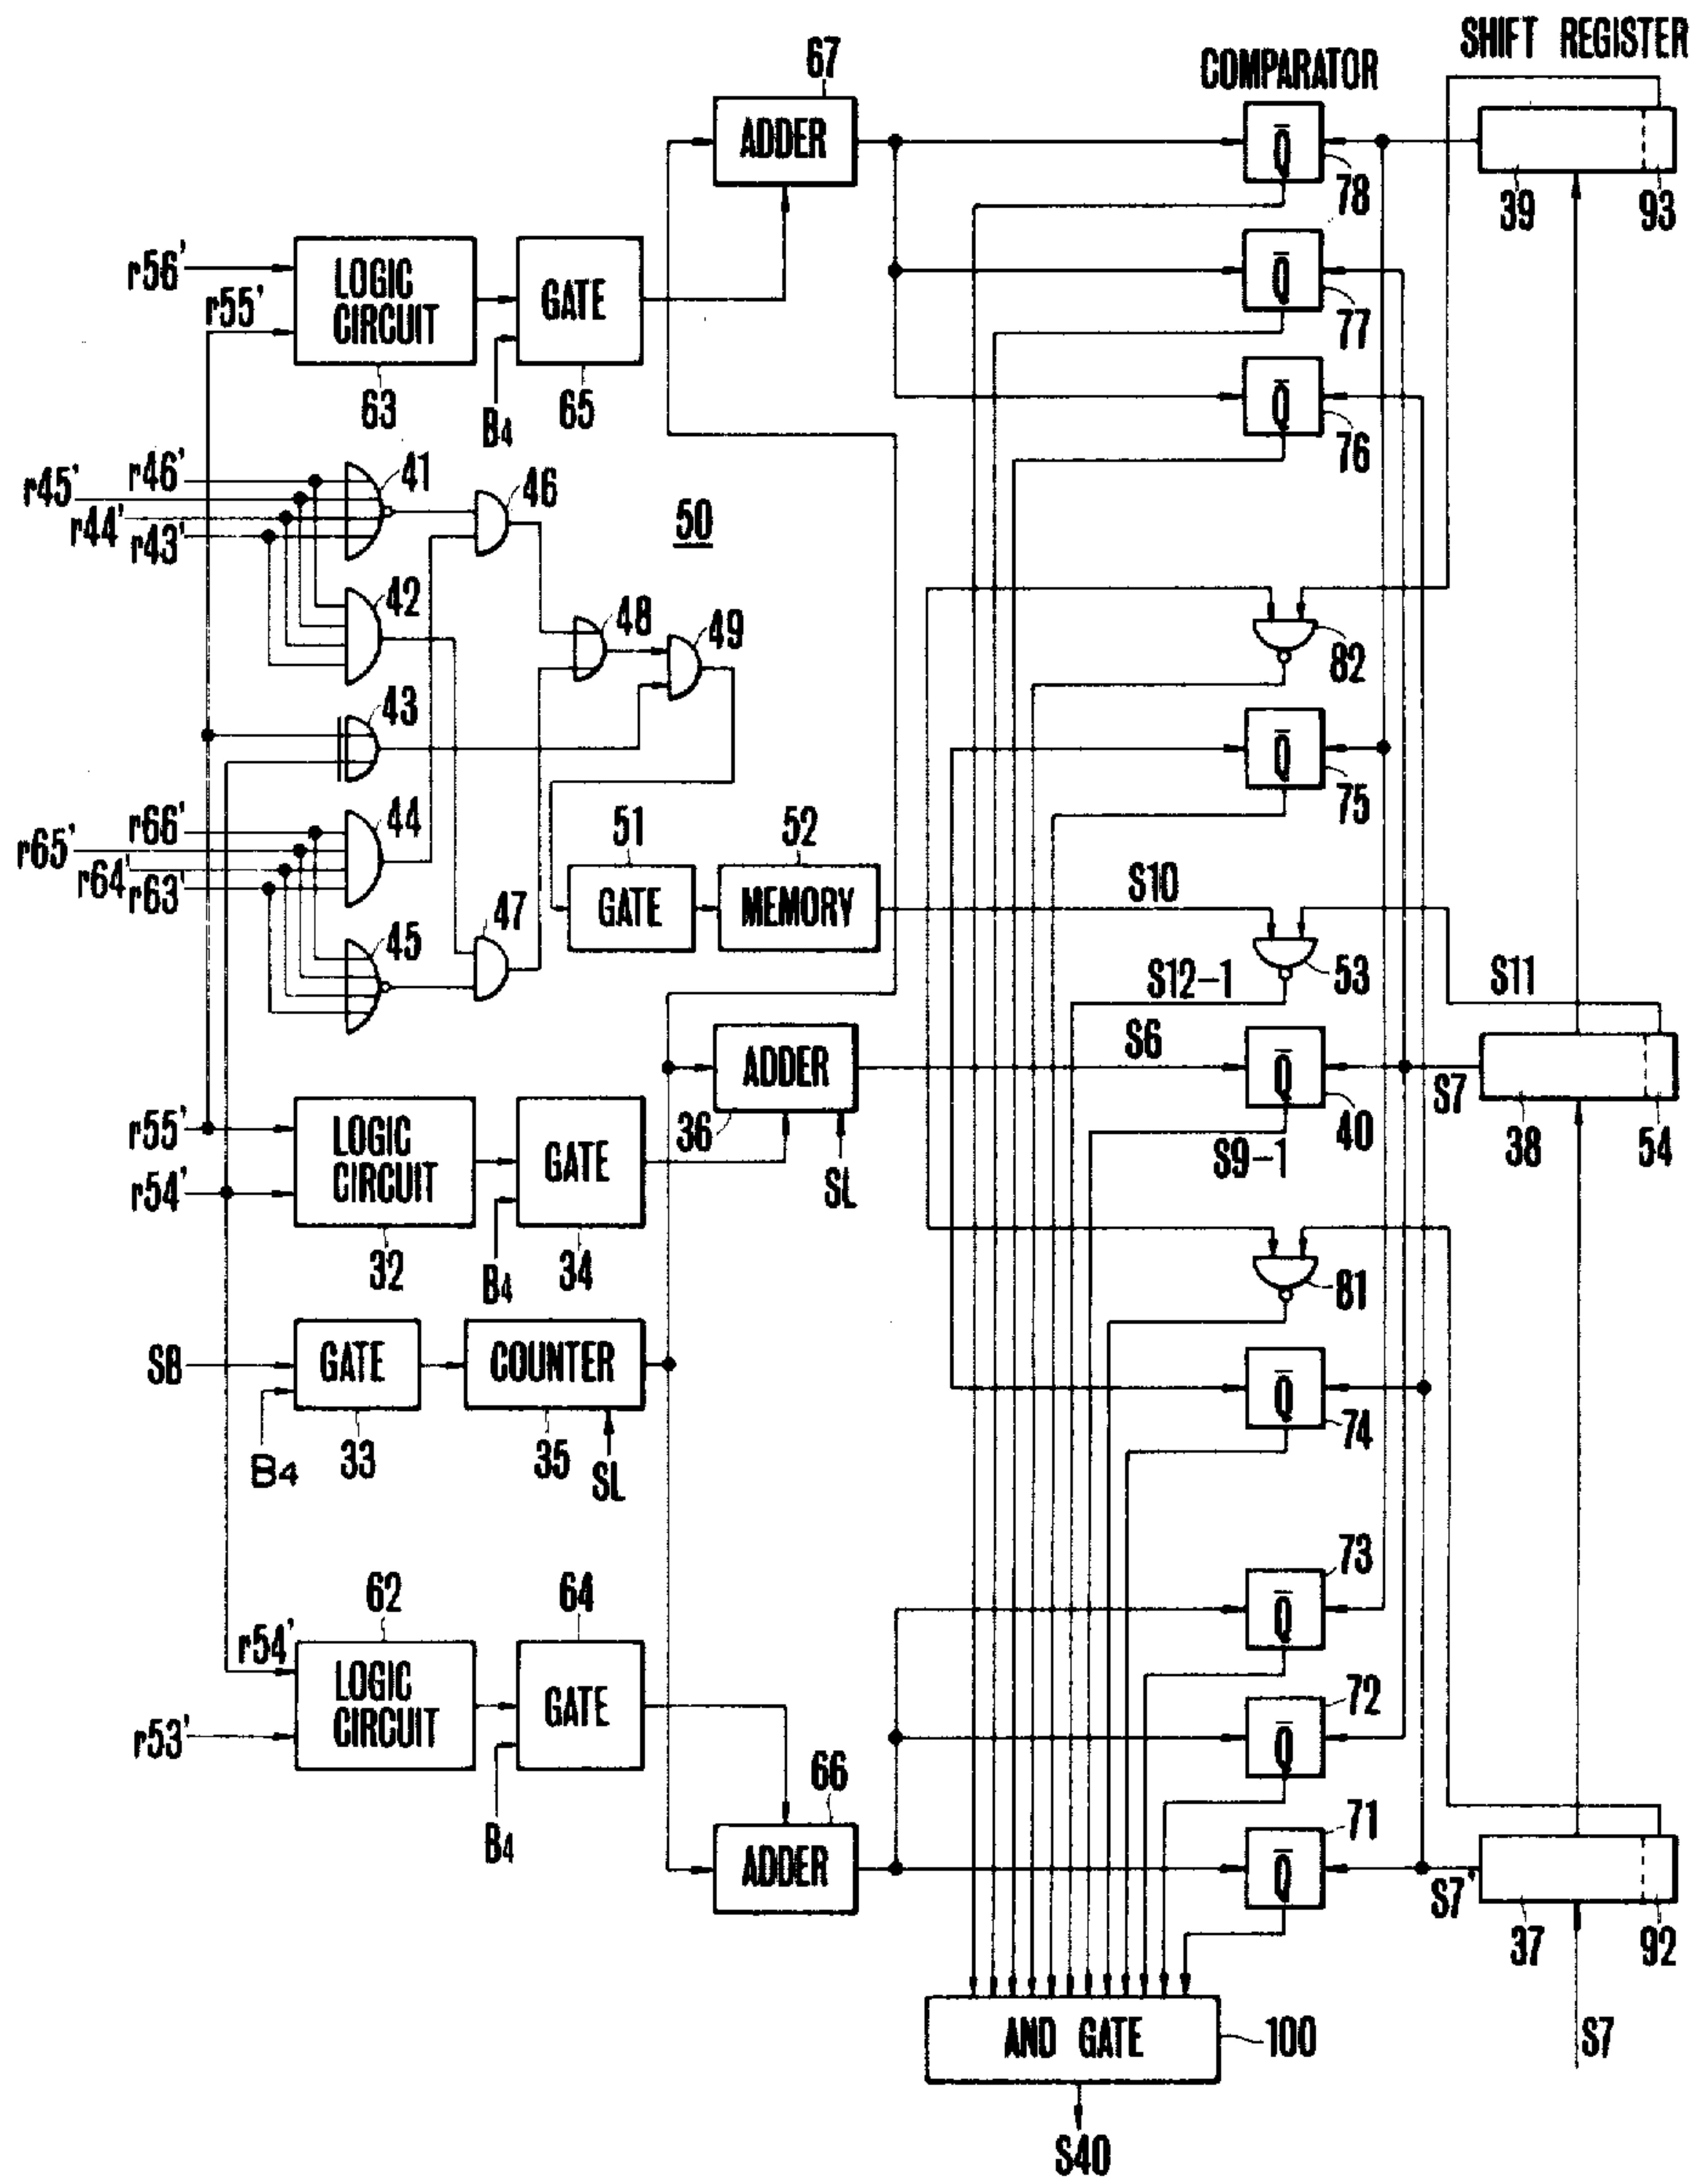 SHIFT REGISTER
COMPARATOR
67
ADDER
Q̅
78
39
93
r56'
r55'
LOGIC
CIRCUIT
63
GATE
65
B4
Q̅
77
Q̅
76
r46'
r45'
r44'
r43'
41
46
50
42
48
49
82
43
Q̅
75
r66'
r65'
r64'
r63'
44
51
GATE
52
MEMORY
S10
45
47
53
S12-1
S11
ADDER
36
SL
S6
Q̅
40
S9-1
S7
38
54
r55'
r54'
LOGIC
CIRCUIT
32
GATE
34
B4
81
SB
GATE
33
B4
COUNTER
35
SL
Q̅
74
Q̅
73
62
64
r54'
r53'
LOGIC
CIRCUIT
GATE
B4
Q̅
72
66
ADDER
Q̅
71
S7'
37
92
AND GATE
100
S7
S40